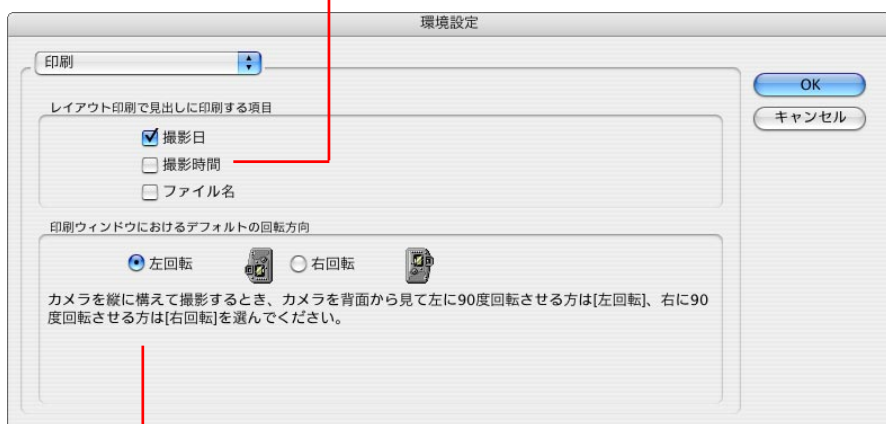 環境設定
印刷
OK
キャンセル
レイアウト印刷で見出しに印刷する項目
撮影日
撮影時間
ファイル名
印刷ウィンドウにおけるデフォルトの回転方向
左回転 右回転
カメラを縦に構えて撮影するとき、カメラを背面から見て左に90度回転させる方は[左回転]、右に90
度回転させる方は[右回転]を選んでください。